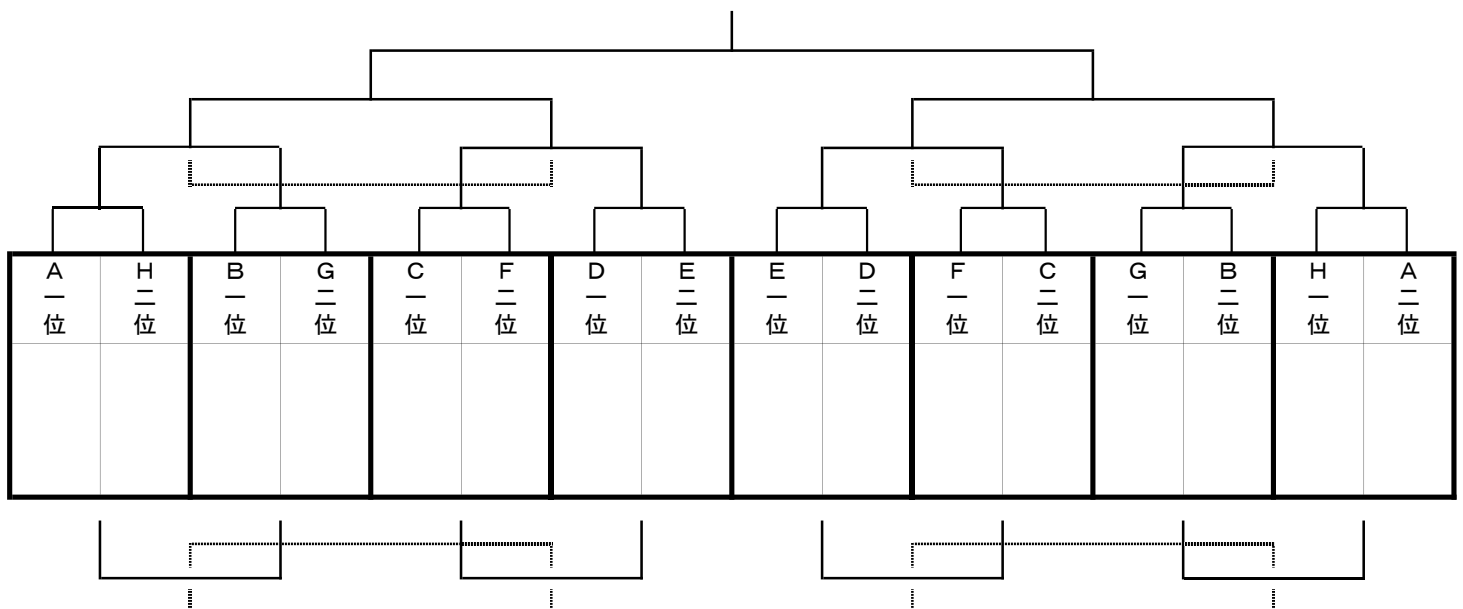 A一位
H二位
B一位
G二位
C一位
F二位
D一位
E二位
E一位
D二位
F一位
C二位
G一位
B二位
H一位
A二位